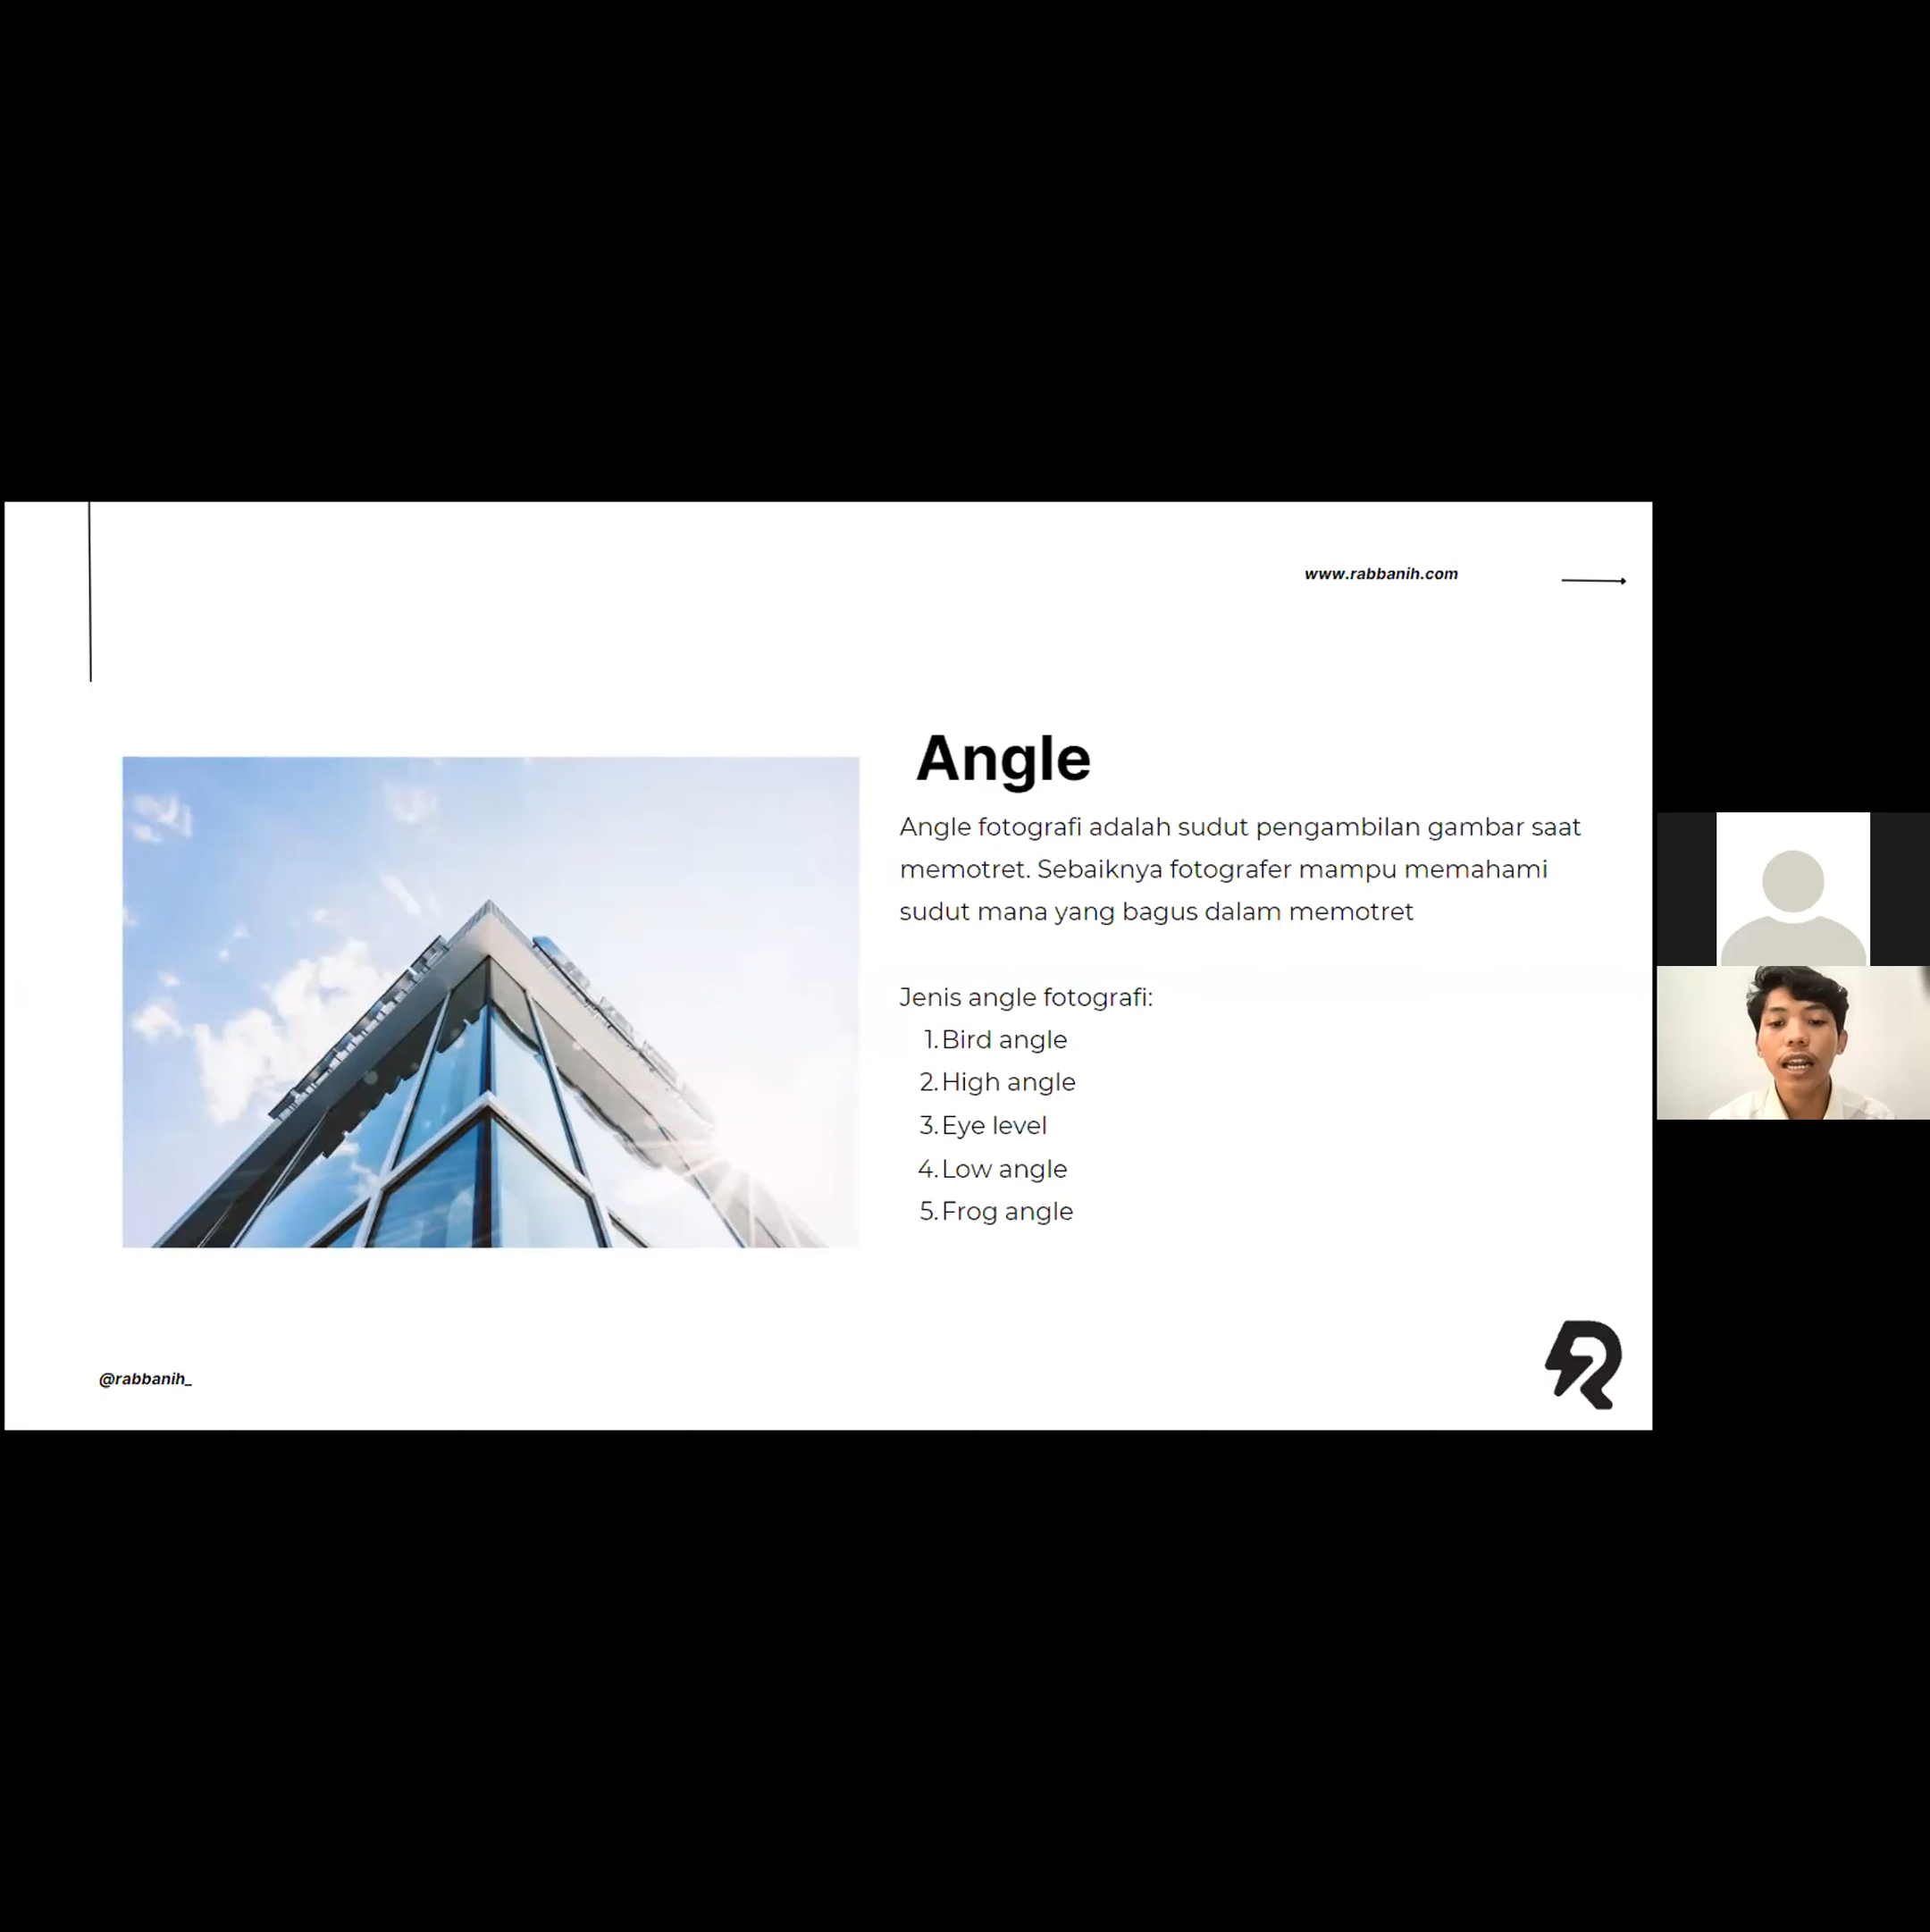 www.rabbanih.com
Angle
Angle fotografi adalah sudut pengambilan gambar saat
memotret. Sebaiknya fotografer mampu memahami
sudut mana yang bagus dalam memotret
Jenis angle fotografi:
1. Bird angle
2. High angle
3. Eye level
4. Low angle
5. Frog angle
@rabbanih_